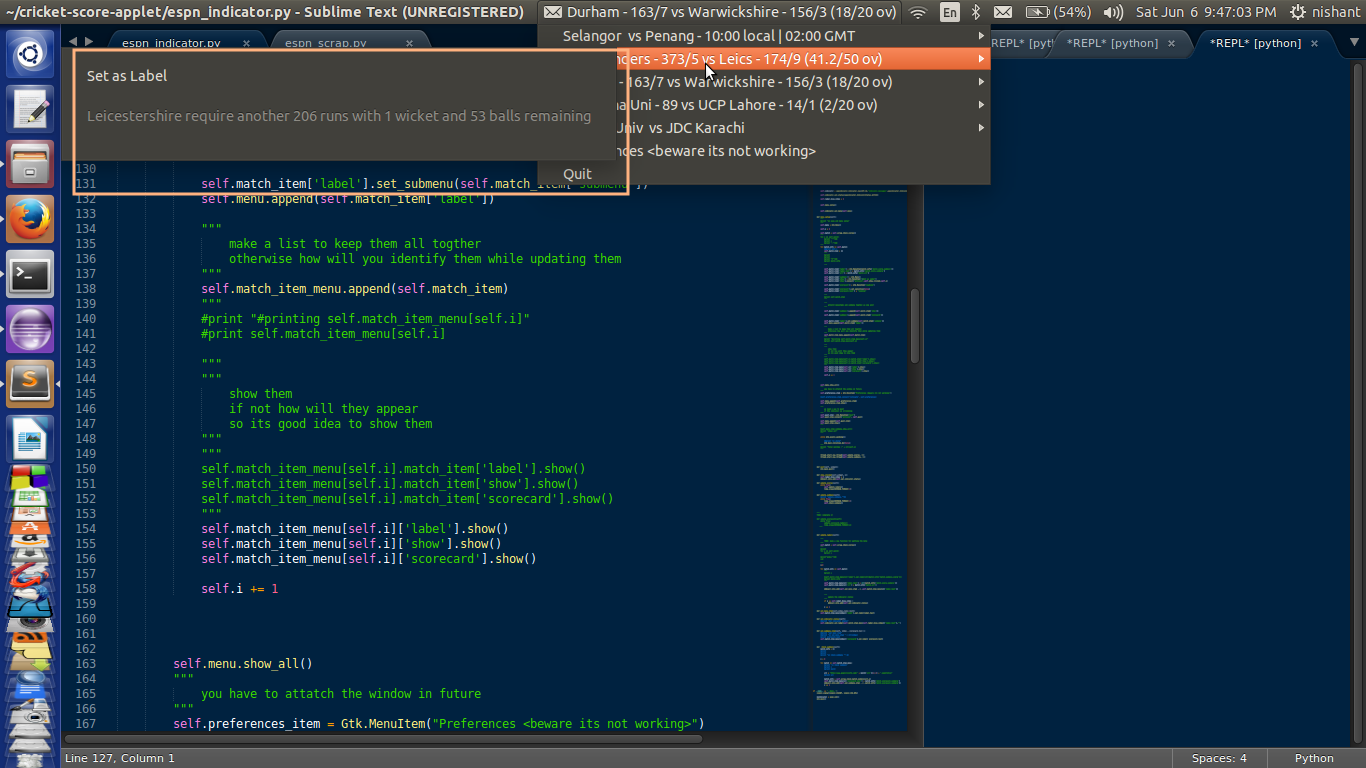 ~/cricket-score-applet/espn_indicator.py - Sublime Text (UNREGISTERED)
Durham - 163/7 vs Warwickshire - 156/3 (18/20 ov)
En
(54%)
Sat Jun 6 9:47:03 PM
nishant
espn_indicator.py
espn_scrap.py
REPL* [pyt
*REPL* [python]
*REPL* [python]
Selangor vs Penang - 10:00 local | 02:00 GMT
nders - 373/5 vs Leics - 174/9 (41.2/50 ov)
- 163/7 vs Warwickshire - 156/3 (18/20 ov)
a Uni - 89 vs UCP Lahore - 14/1 (2/20 ov)
Univ vs JDC Karachi
nces <beware its not working>
Quit
Set as Label
Leicestershire require another 206 runs with 1 wicket and 53 balls remaining
130
131 self.match_item['label'].set_submenu(self.match_item['submenu'])
132 self.menu.append(self.match_item['label'])
133
134 """
135 make a list to keep them all togther
136 otherwise how will you identify them while updating them
137 """
138 self.match_item_menu.append(self.match_item)
139 """
140 #print "#printing self.match_item_menu[self.i]"
141 #print self.match_item_menu[self.i]
142
143 """
144 """
145 show them
146 if not how will they appear
147 so its good idea to show them
148 """
149 """
150 self.match_item_menu[self.i].match_item['label'].show()
151 self.match_item_menu[self.i].match_item['show'].show()
152 self.match_item_menu[self.i].match_item['scorecard'].show()
153 """
154 self.match_item_menu[self.i]['label'].show()
155 self.match_item_menu[self.i]['show'].show()
156 self.match_item_menu[self.i]['scorecard'].show()
157
158 self.i += 1
159
160
161
162
163 self.menu.show_all()
164 """
165 you have to attatch the window in future
166 """
167 self.preferences_item = Gtk.MenuItem("Preferences <beware its not working>")
Line 127, Column 1
Spaces: 4
Python